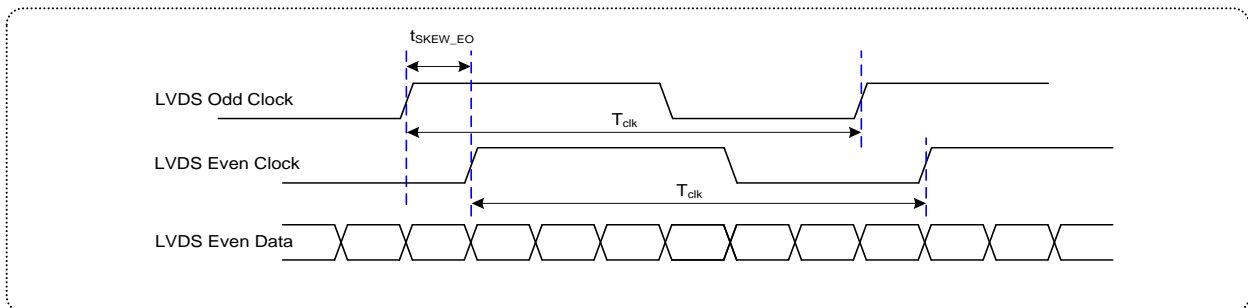 tSKEW_EO
LVDS Odd Clock
Tclk
LVDS Even Clock
Tclk
LVDS Even Data